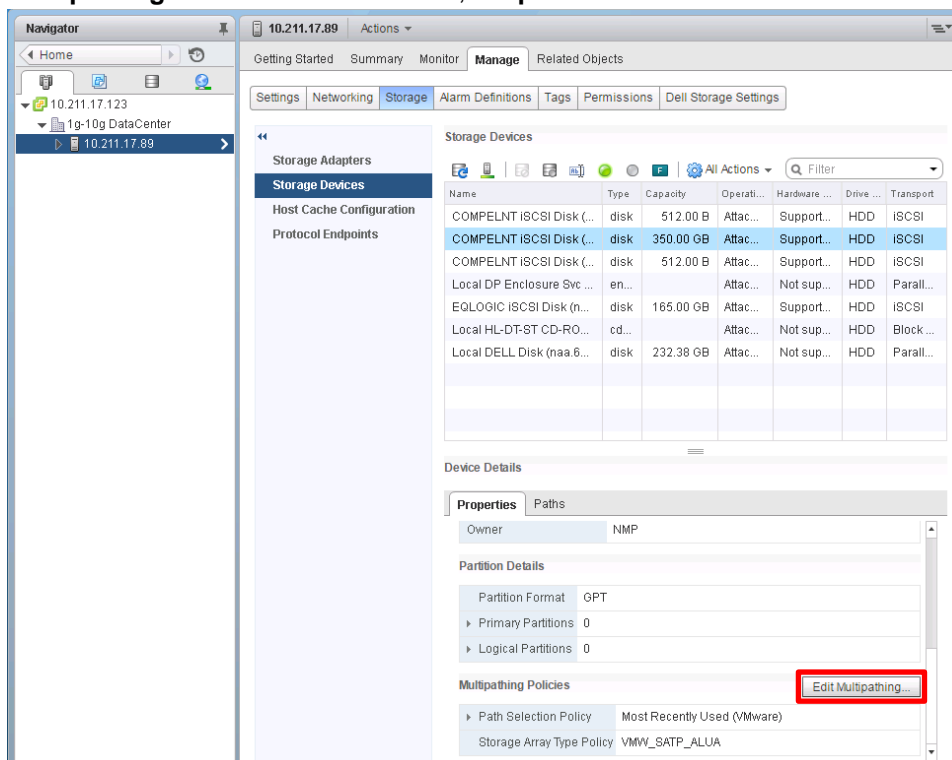 Navigator
10.211.17.89 Actions
Home
Getting Started Summary Monitor Manage Related Objects
Settings Networking Storage Alarm Definitions Tags Permissions Dell Storage Settings
10.211.17.123
1g-10g DataCenter
10.211.17.89
Storage Adapters
Storage Devices
Host Cache Configuration
Protocol Endpoints
Storage Devices
All Actions Filter
Name Type Capacity Operati... Hardware ... Drive ... Transport
COMPELNT iSCSI Disk (... disk 512.00 B Attac... Support... HDD iSCSI
COMPELNT iSCSI Disk (... disk 350.00 GB Attac... Support... HDD iSCSI
COMPELNT iSCSI Disk (... disk 512.00 B Attac... Support... HDD iSCSI
Local DP Enclosure Svc ... en... Attac... Not sup... HDD Parall...
EQLOGIC iSCSI Disk (n... disk 165.00 GB Attac... Support... HDD iSCSI
Local HL-DT-ST CD-RO... cd... Attac... Not sup... HDD Block ...
Local DELL Disk (naa.6... disk 232.38 GB Attac... Not sup... HDD Parall...
Device Details
Properties Paths
Owner NMP
Partition Details
Partition Format GPT
Primary Partitions 0
Logical Partitions 0
Multipathing Policies Edit Multipathing...
Path Selection Policy Most Recently Used (VMware)
Storage Array Type Policy VMW_SATP_ALUA